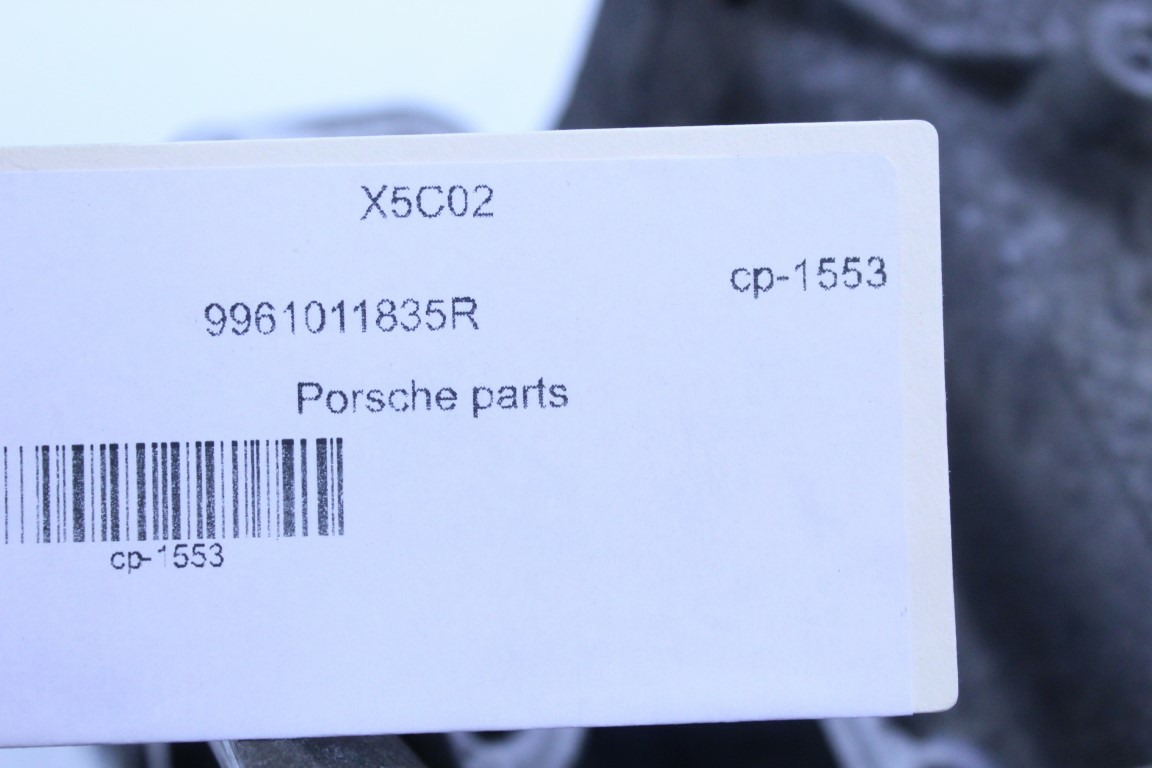 X5C02
cp-1553
9961011835R
Porsche parts
cp-1553